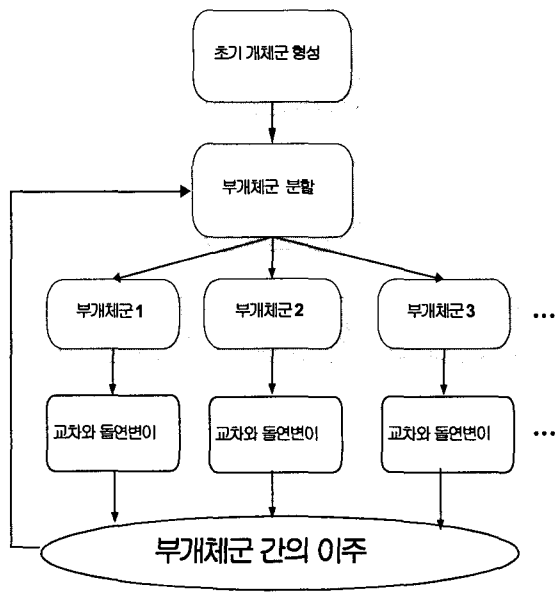 초기 개체군 형성
부개체군 분할
부개체군 1
부개체군 2
부개체군 3
...
교차와 돌연변이
교차와 돌연변이
교차와 돌연변이
...
부개체군 간의 이주